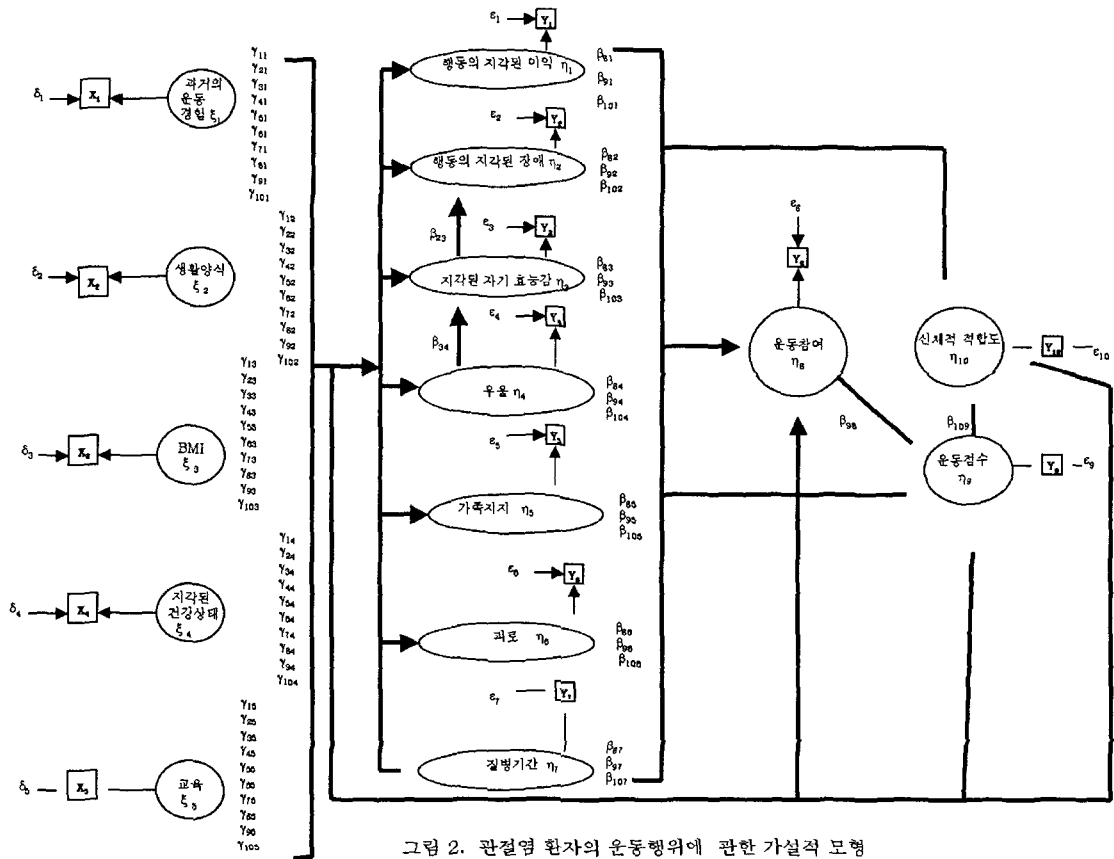 δ₁
X₁
과거의
운동
경험 ξ₁
γ₁₁
γ₂₁
γ₃₁
γ₄₁
γ₅₁
γ₆₁
γ₇₁
γ₈₁
γ₉₁
γ₁₀₁
δ₂
생활양식
ξ₂
γ₁₂
γ₂₂
γ₃₂
γ₄₂
γ₅₂
γ₆₂
γ₇₂
γ₈₂
γ₉₂
γ₁₀₂
δ₃
BMI
ξ₃
γ₁₃
γ₂₃
γ₃₃
γ₄₃
γ₅₃
γ₆₃
γ₇₃
γ₈₃
γ₉₃
γ₁₀₃
δ₄
X₄
지각된
건강상태
ξ₄
γ₁₄
γ₂₄
γ₃₄
γ₄₄
γ₅₄
γ₆₄
γ₇₄
γ₈₄
γ₉₄
γ₁₀₄
δ₅
X₅
교육
ξ₅
γ₁₅
γ₂₅
γ₃₅
γ₄₅
γ₅₅
γ₆₅
γ₇₅
γ₈₅
γ₉₅
γ₁₀₅
ε₁
Y₁
행동의 지각된 이익 η₁
β₈₁
β₉₁
β₁₀₁
ε₂
Y₂
행동의 지각된 장애 η₂
β₈₂
β₉₂
β₁₀₂
β₂₃
ε₃
Y₃
지각된 자기 효능감 η₃
β₈₃
β₉₃
β₁₀₃
β₃₄
ε₄
우울 η₄
β₈₄
β₉₄
β₁₀₄
ε₅
Y₅
가족지지 η₅
β₈₅
β₉₅
β₁₀₅
ε₆
Y₆
피로 η₆
β₈₆
β₉₆
β₁₀₆
ε₇
Y₇
질병기간 η₇
β₈₇
β₉₇
β₁₀₇
ε₈
Y₈
운동참여
η₈
β₉₈
신체적 적합도
η₁₀
Y₁₀
ε₁₀
β₁₀₉
운동점수
η₉
Y₉
ε₉
그림 2. 관절염 환자의 운동행위에 관한 가설적 모형